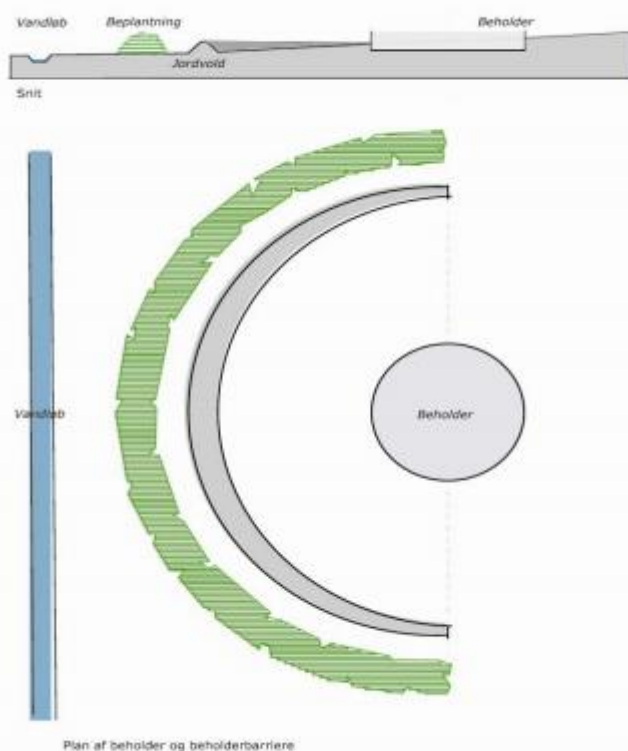 Vandløb Beplantning Beholder
Jordvold
Snit
Vandløb Beholder
Plan af beholder og beholderbarriere